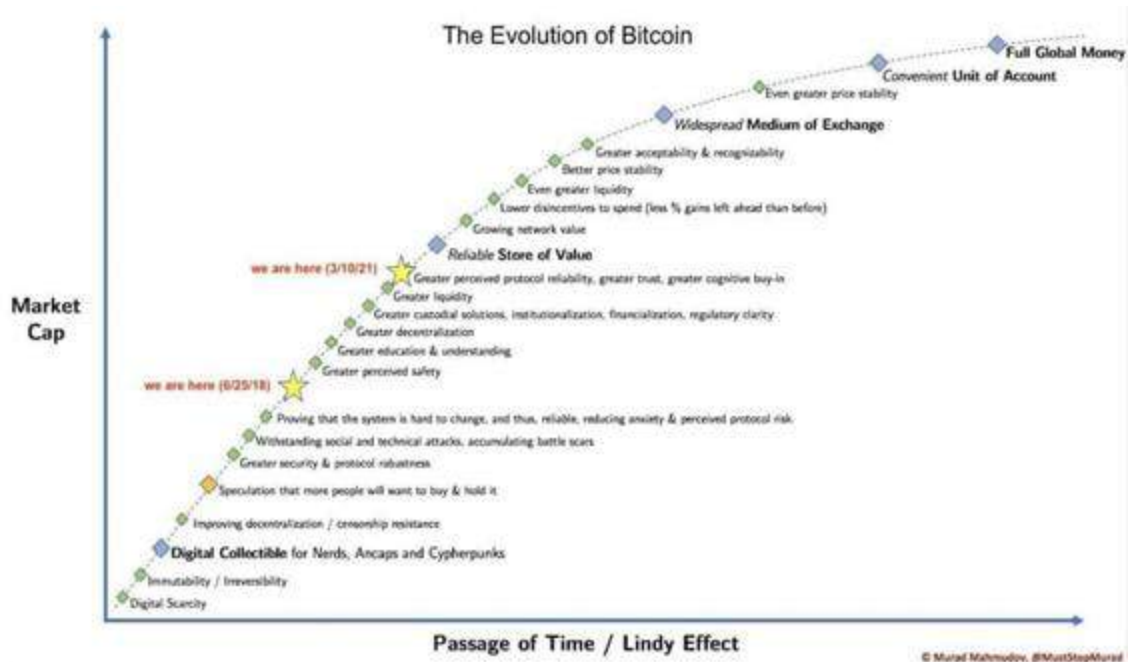 The Evolution of Bitcoin
Full Global Money
Convenient Unit of Account
Even greater price stability
Widespread Medium of Exchange
Greater acceptability & recognizability
Better price stability
Even greater liquidity
Lower disincentives to spend (less % gains left ahead than before)
Growing network value
Reliable Store of Value
we are here (3/10/21)
Greater perceived protocol reliability, greater trust, greater cognitive buy-in
Greater liquidity
Greater custodial solutions, institutionalization, financialization, regulatory clarity
Greater decentralization
Greater education & understanding
Greater perceived safety
we are here (6/25/18)
Proving that the system is hard to change, and thus, reliable, reducing anxiety & perceived protocol risk
Withstanding social and technical attacks, accumulating battle scars
Greater security & protocol robustness
Speculation that more people will want to buy & hold it
Improving decentralization / censorship resistance
Digital Collectible for Nerds, Ancaps and Cypherpunks
Immutability / Irreversibility
Digital Scarcity
Market
Cap
Passage of Time / Lindy Effect
© Murad Mahmudov, @MustStopMurad